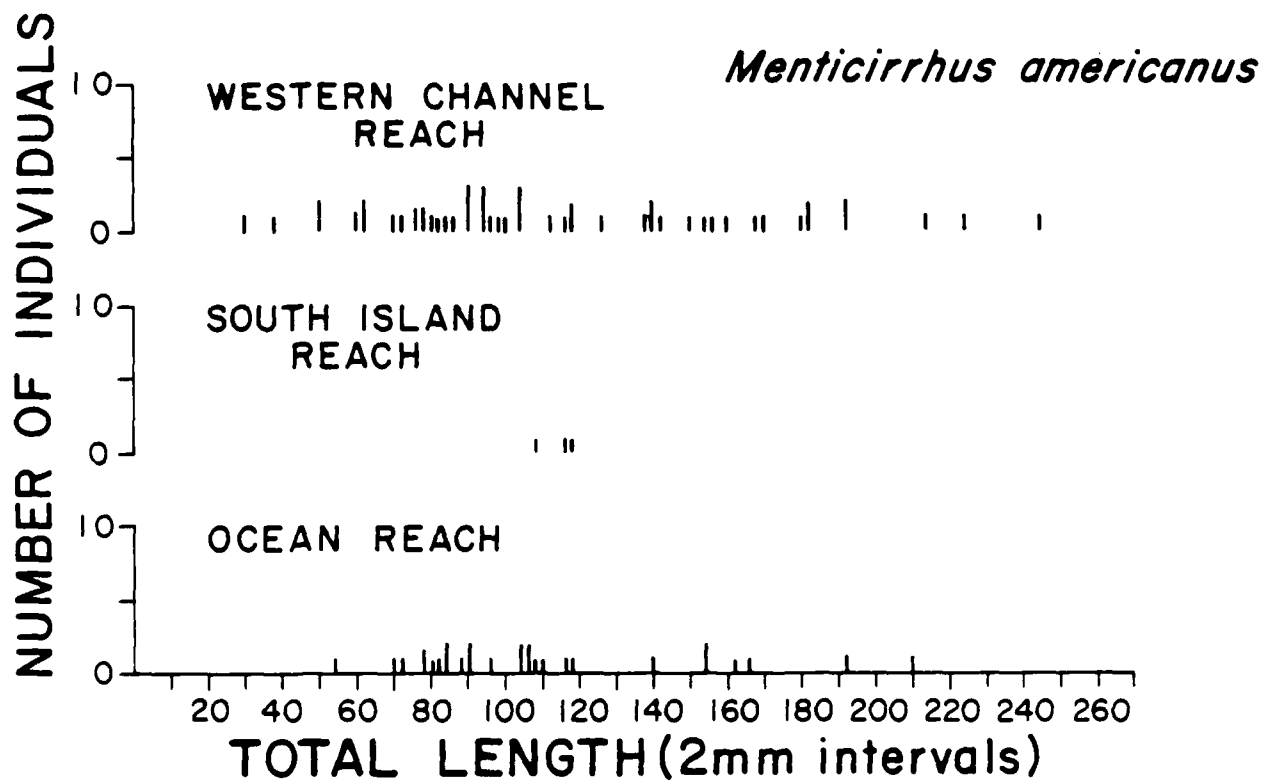 Menticirrhus americanus
NUMBER OF INDIVIDUALS
10
WESTERN CHANNEL
REACH
0
10
SOUTH ISLAND
REACH
0
10
OCEAN REACH
5
0
20 40 60 80 100 120 140 160 180 200 220 240 260
TOTAL LENGTH (2mm intervals)